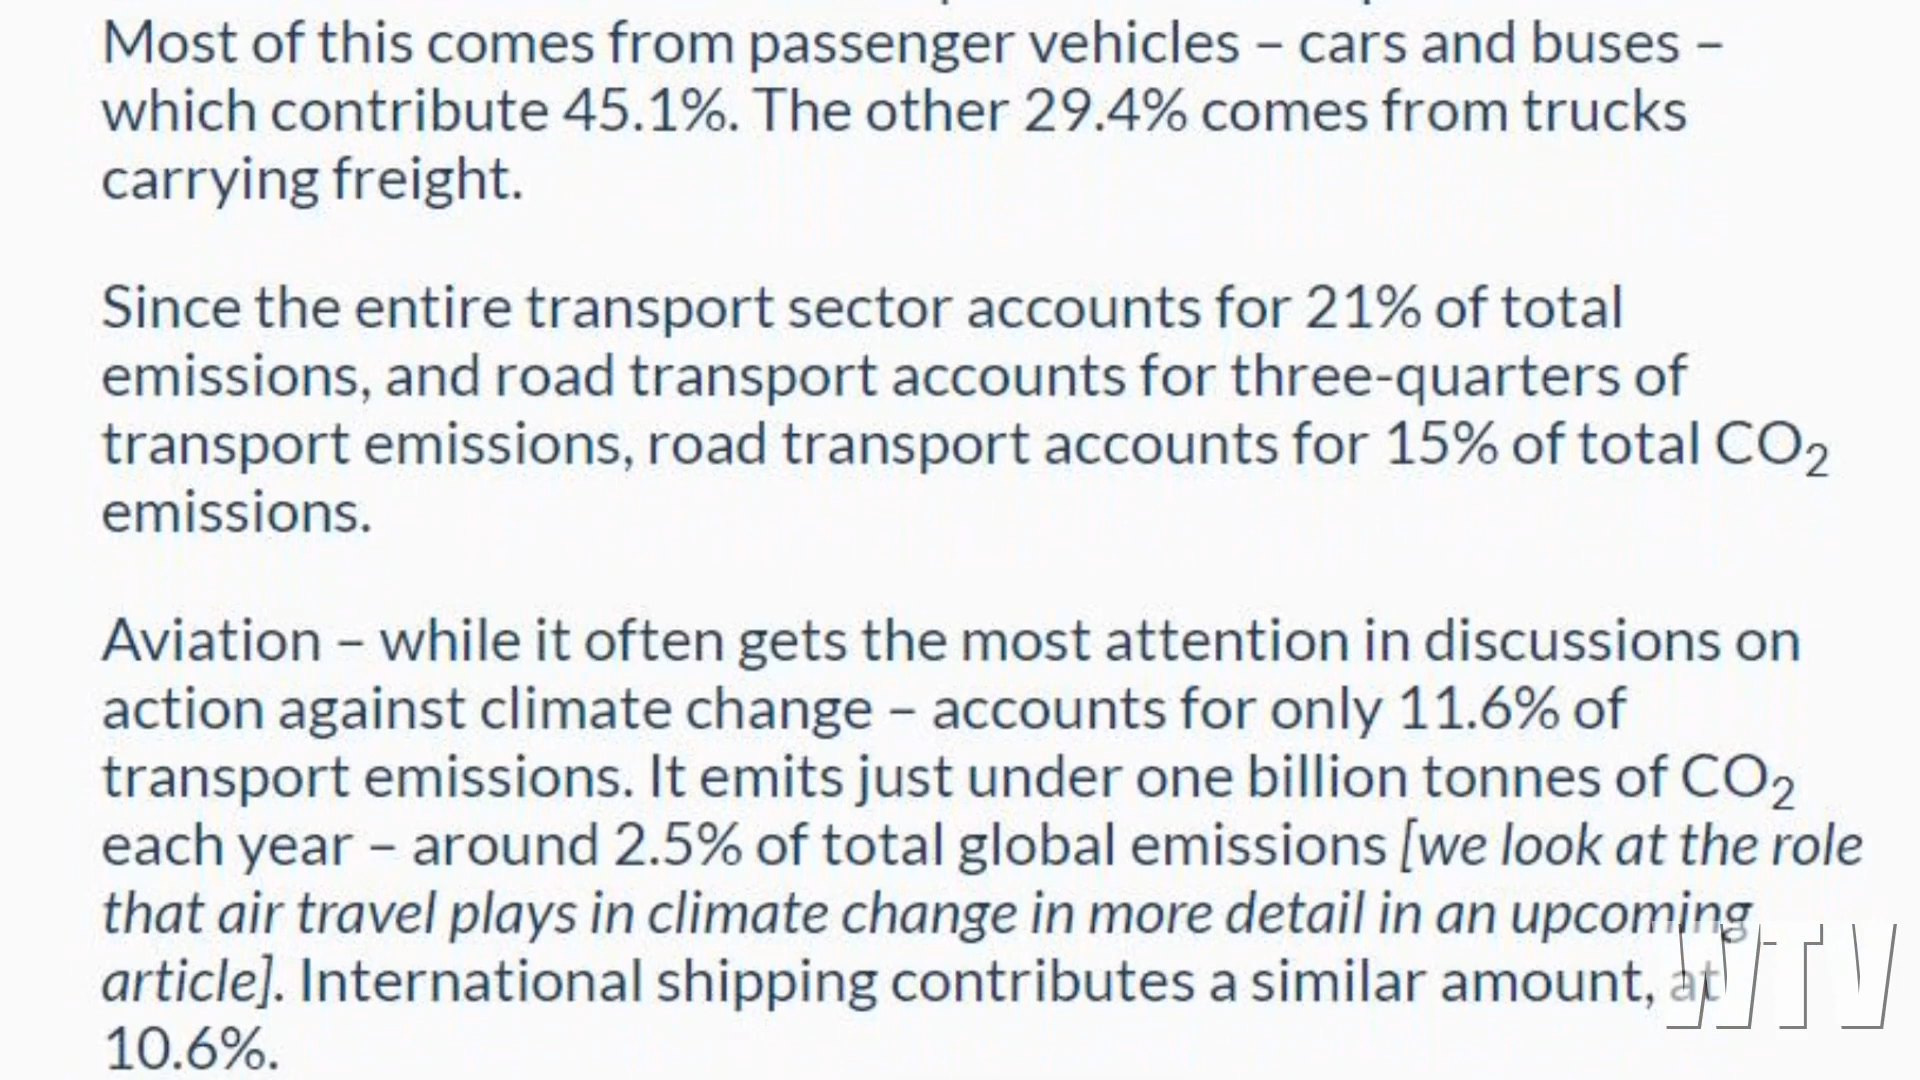 Most of this comes from passenger vehicles – cars and buses –
which contribute 45.1%. The other 29.4% comes from trucks
carrying freight.
Since the entire transport sector accounts for 21% of total
emissions, and road transport accounts for three-quarters of
transport emissions, road transport accounts for 15% of total CO₂
emissions.
Aviation – while it often gets the most attention in discussions on
action against climate change – accounts for only 11.6% of
transport emissions. It emits just under one billion tonnes of CO₂
each year – around 2.5% of total global emissions [we look at the role
that air travel plays in climate change in more detail in an upcoming
article]. International shipping contributes a similar amount, at
10.6%.
WTV